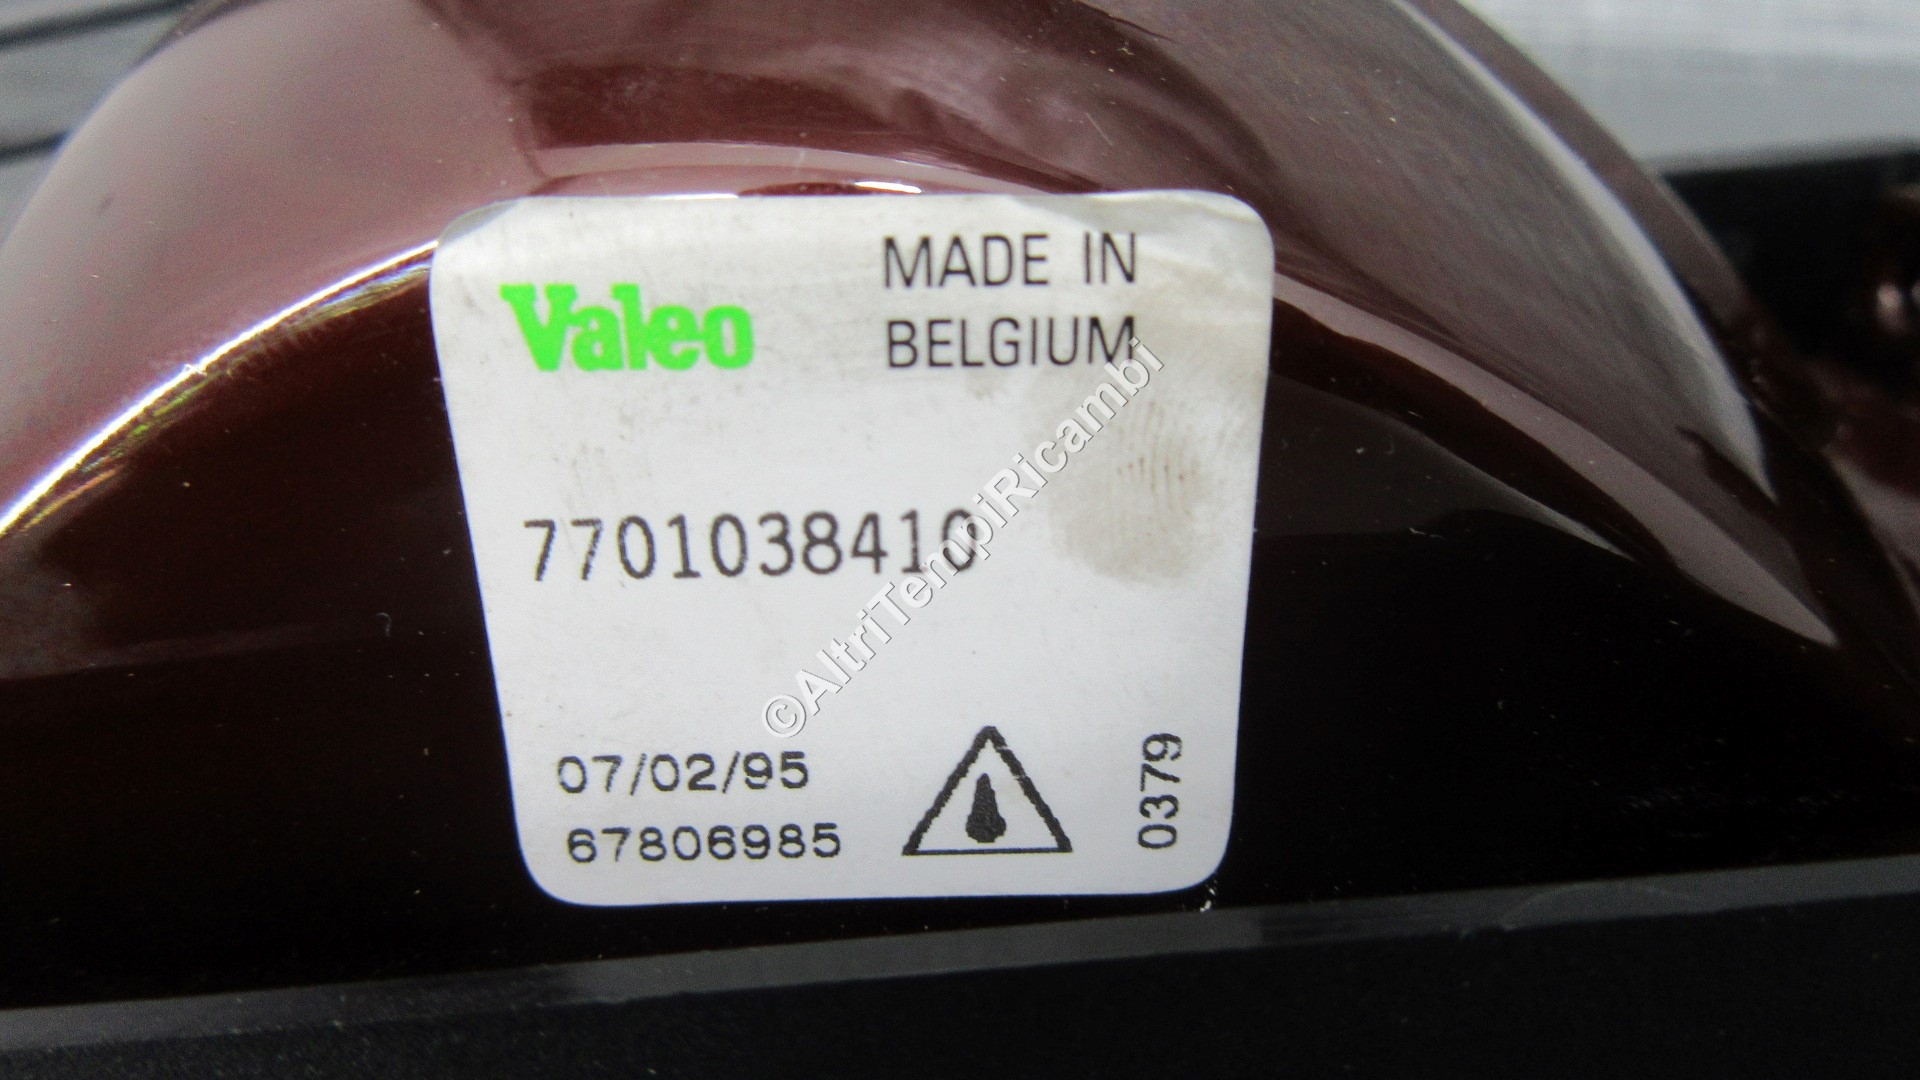 Valeo
MADE IN
BELGIUM
7701038410
07/02/95
67806985
0379
©AltriTempiRicambi